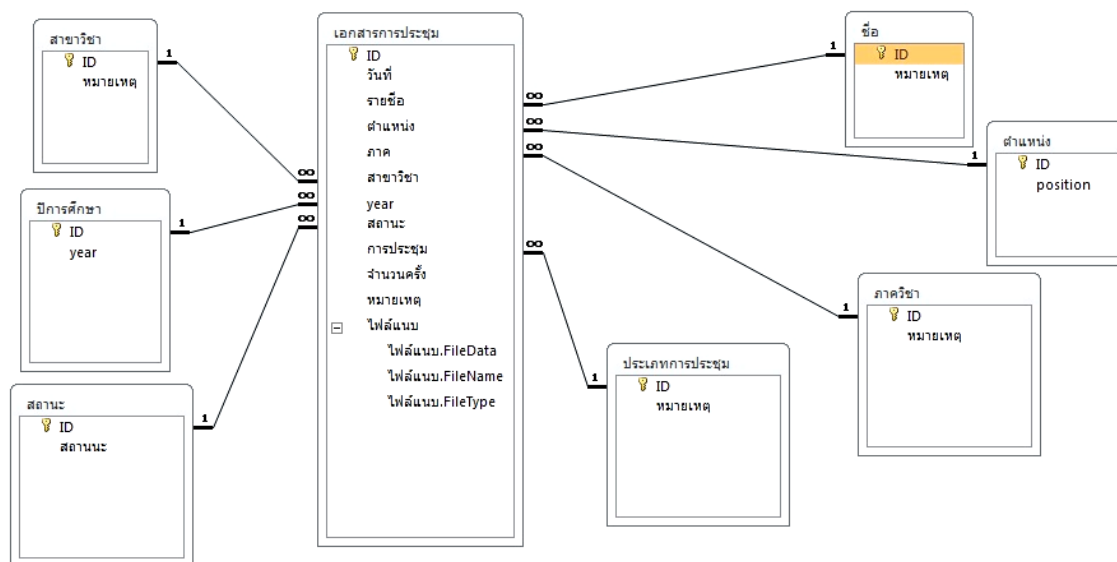 สาขาวิชา
ID
หมายเหตุ
1
ปีการศึกษา
ID
year
1
สถานะ
ID
สถานนะ
1
เอกสารการประชุม
ID
วันที่
รายชื่อ
ตำแหน่ง
ภาค
สาขาวิชา
year
สถานะ
การประชุม
จำนวนครั้ง
หมายเหตุ
ไฟล์แนบ
ไฟล์แนบ.FileData
ไฟล์แนบ.FileName
ไฟล์แนบ.FileType
∞
∞
∞
∞
∞
∞
∞
ชื่อ
ID
หมายเหตุ
1
ตำแหน่ง
ID
position
1
ภาควิชา
ID
หมายเหตุ
1
ประเภทการประชุม
ID
หมายเหตุ
1